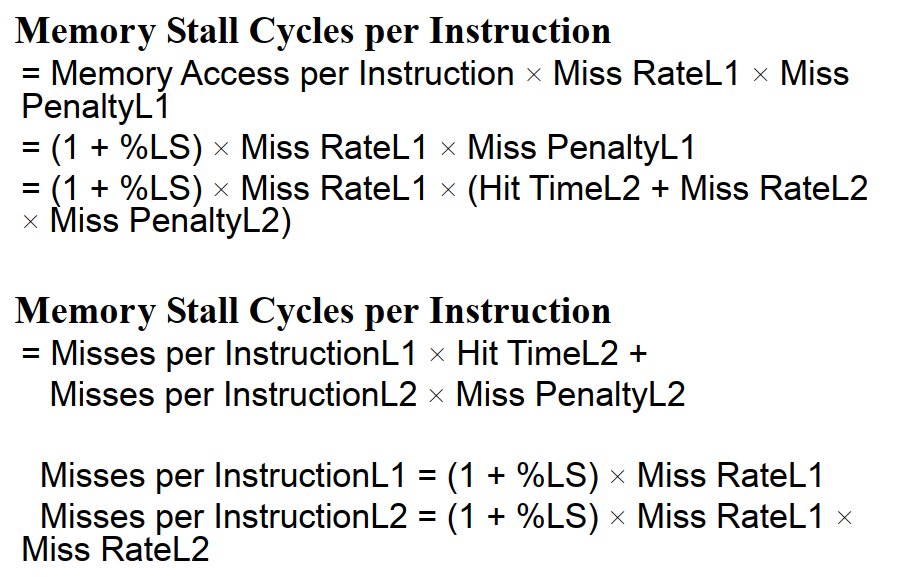 Memory Stall Cycles per Instruction
= Memory Access per Instruction × Miss RateL1 × Miss
PenaltyL1
= (1 + %LS) × Miss RateL1 × Miss PenaltyL1
= (1 + %LS) × Miss RateL1 × (Hit TimeL2 + Miss RateL2
× Miss PenaltyL2)
Memory Stall Cycles per Instruction
= Misses per InstructionL1 × Hit TimeL2 +
Misses per InstructionL2 × Miss PenaltyL2
Misses per InstructionL1 = (1 + %LS) × Miss RateL1
Misses per InstructionL2 = (1 + %LS) × Miss RateL1 ×
Miss RateL2